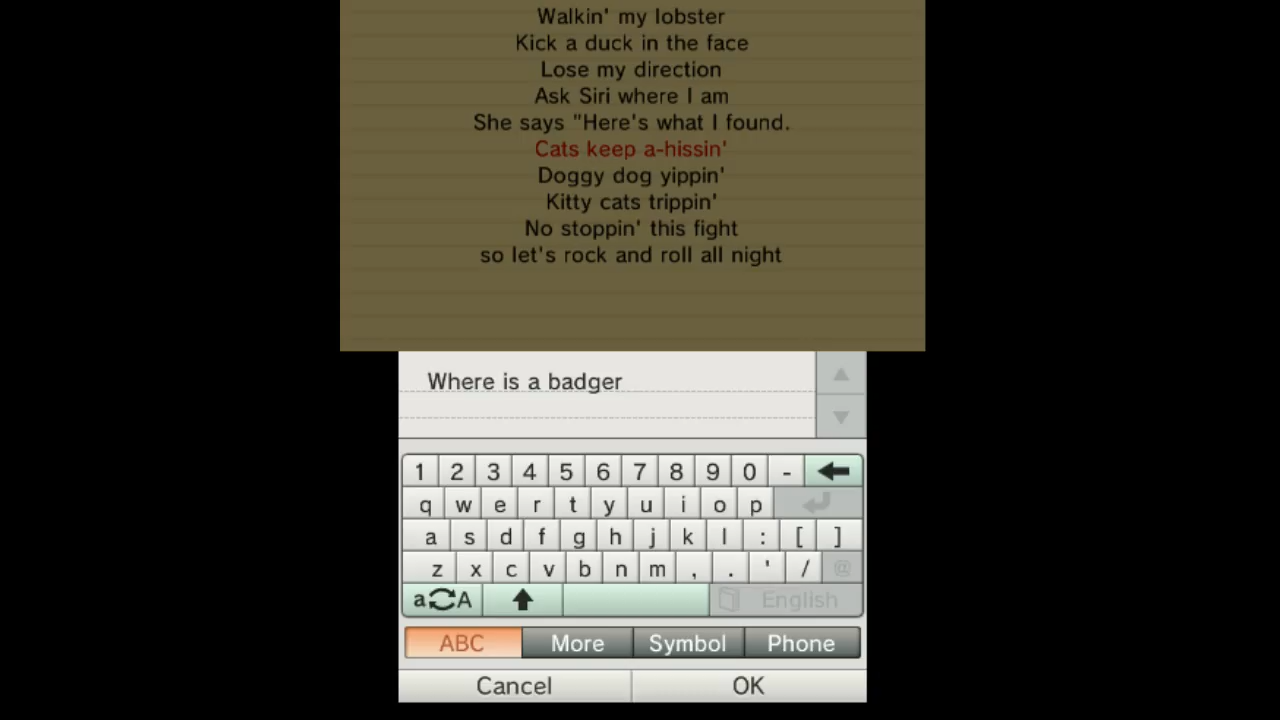 Walkin' my lobster
Kick a duck in the face
Lose my direction
Ask Siri where I am
She says "Here's what I found.
Cats keep a-hissin'
Doggy dog yippin'
Kitty cats trippin'
No stoppin' this fight
so let's rock and roll all night
Where is a badger
1 2 3 4 5 6 7 8 9 0 -
q w e r t y u i o p
a s d f g h j k l : [ ]
z x c v b n m , . ' / @
a A English
ABC More Symbol Phone
Cancel OK